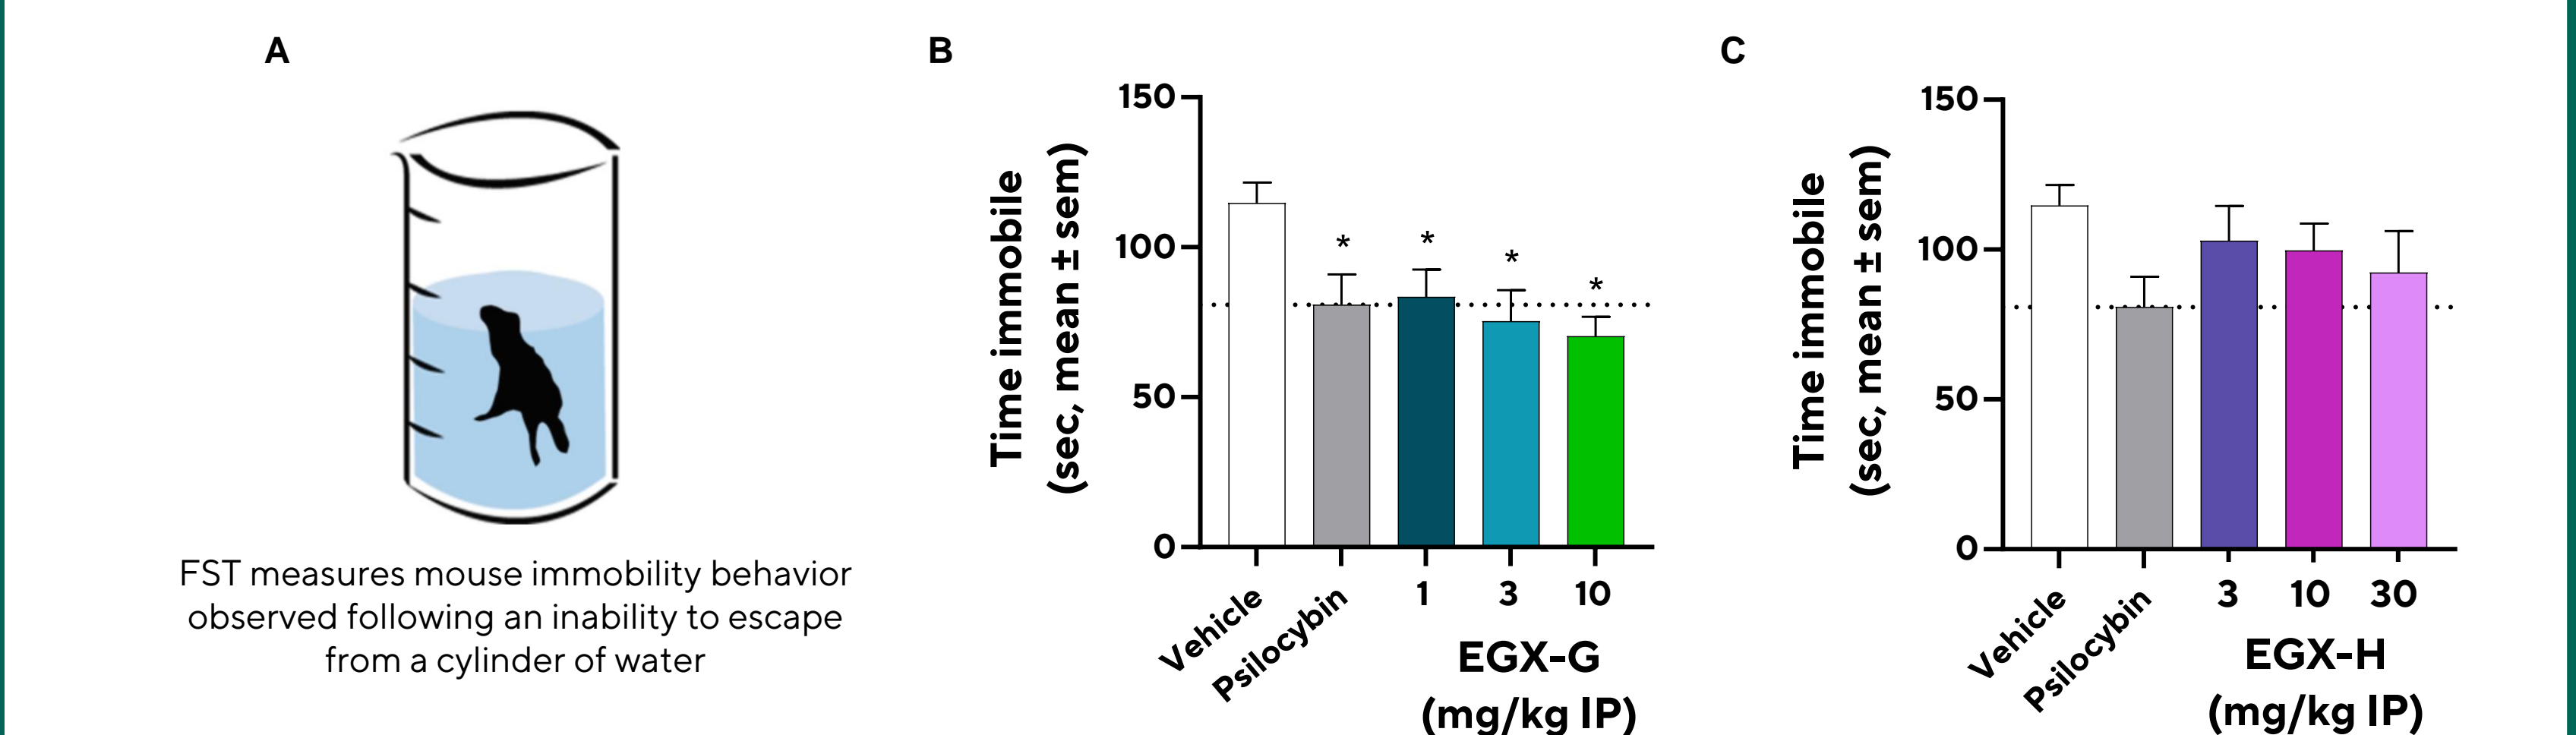 A
FST measures mouse immobility behavior
observed following an inability to escape
from a cylinder of water
B
Time immobile
(sec, mean ± sem)
150
100
50
0
*
*
*
*
Vehicle
Psilocybin
1
3
10
EGX-G
(mg/kg IP)
C
Time immobile
(sec, mean ± sem)
150
100
50
0
Vehicle
Psilocybin
3
10
30
EGX-H
(mg/kg IP)